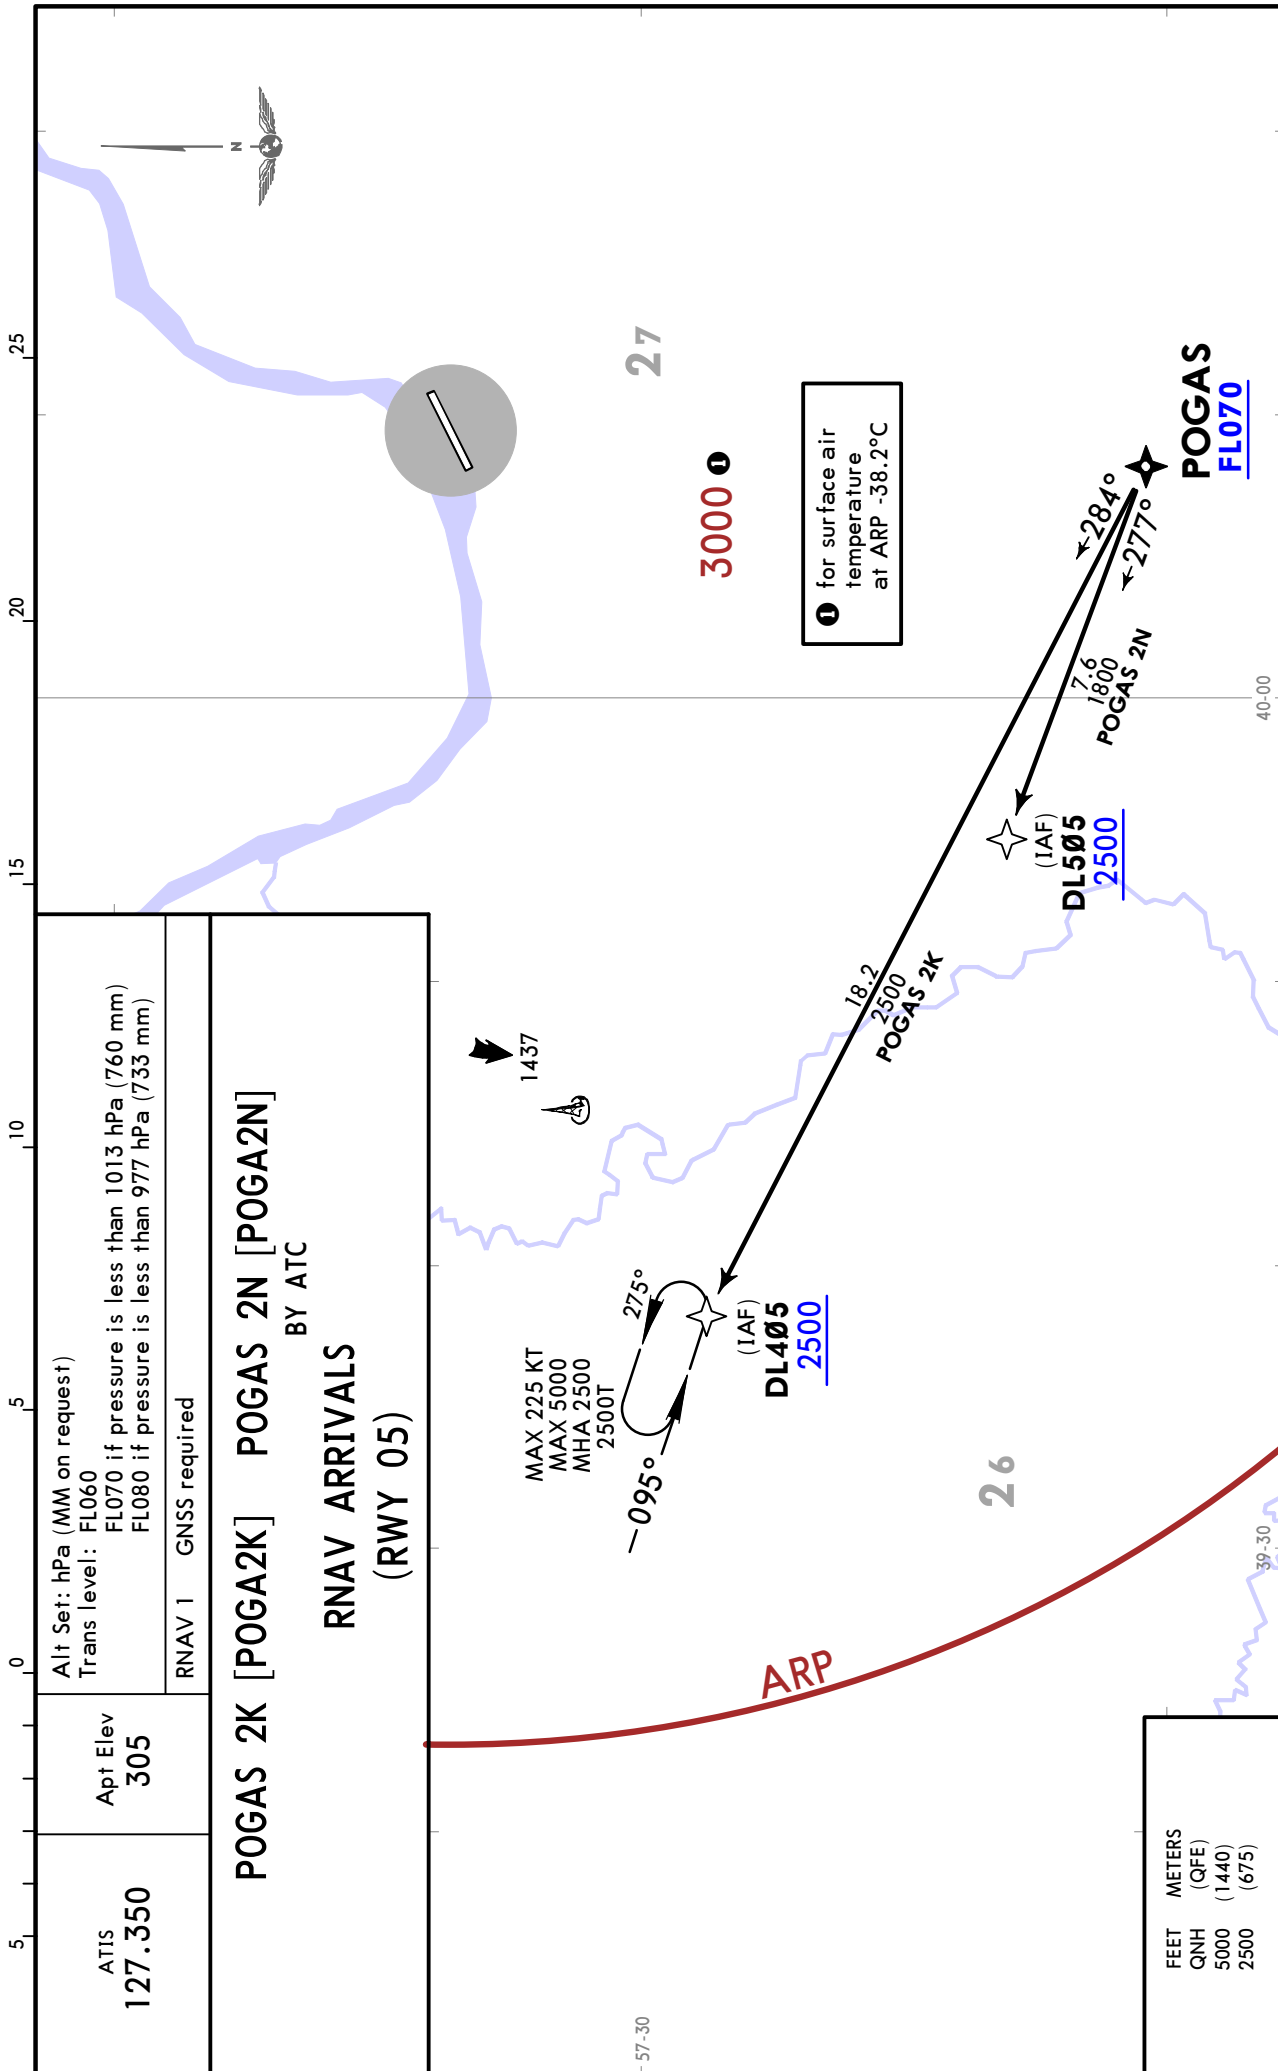 ATIS
127.350
Apt Elev
305
Alt Set: hPa (MM on request)
Trans level: FL060
FL070 if pressure is less than 1013 hPa (760 mm)
FL080 if pressure is less than 977 hPa (733 mm)
RNAV 1 GNSS required
POGAS 2K [POGA2K] POGAS 2N [POGA2N]
BY ATC
RNAV ARRIVALS
(RWY 05)
5
0
5
10
15
20
25
N
1437
27
3000 1
1 for surface air
temperature
at ARP -38.2°C
MAX 225 KT
MAX 5000
MHA 2500
2500T
275°
095°
(IAF)
DL4Ø5
2500
18.2
2500
POGAS 2K
284°
277°
7.6
1800
POGAS 2N
(IAF)
DL5Ø5
2500
POGAS
FL070
26
ARP
57-30
39-30
40-00
FEET METERS
QNH (QFE)
5000 (1440)
2500 (675)